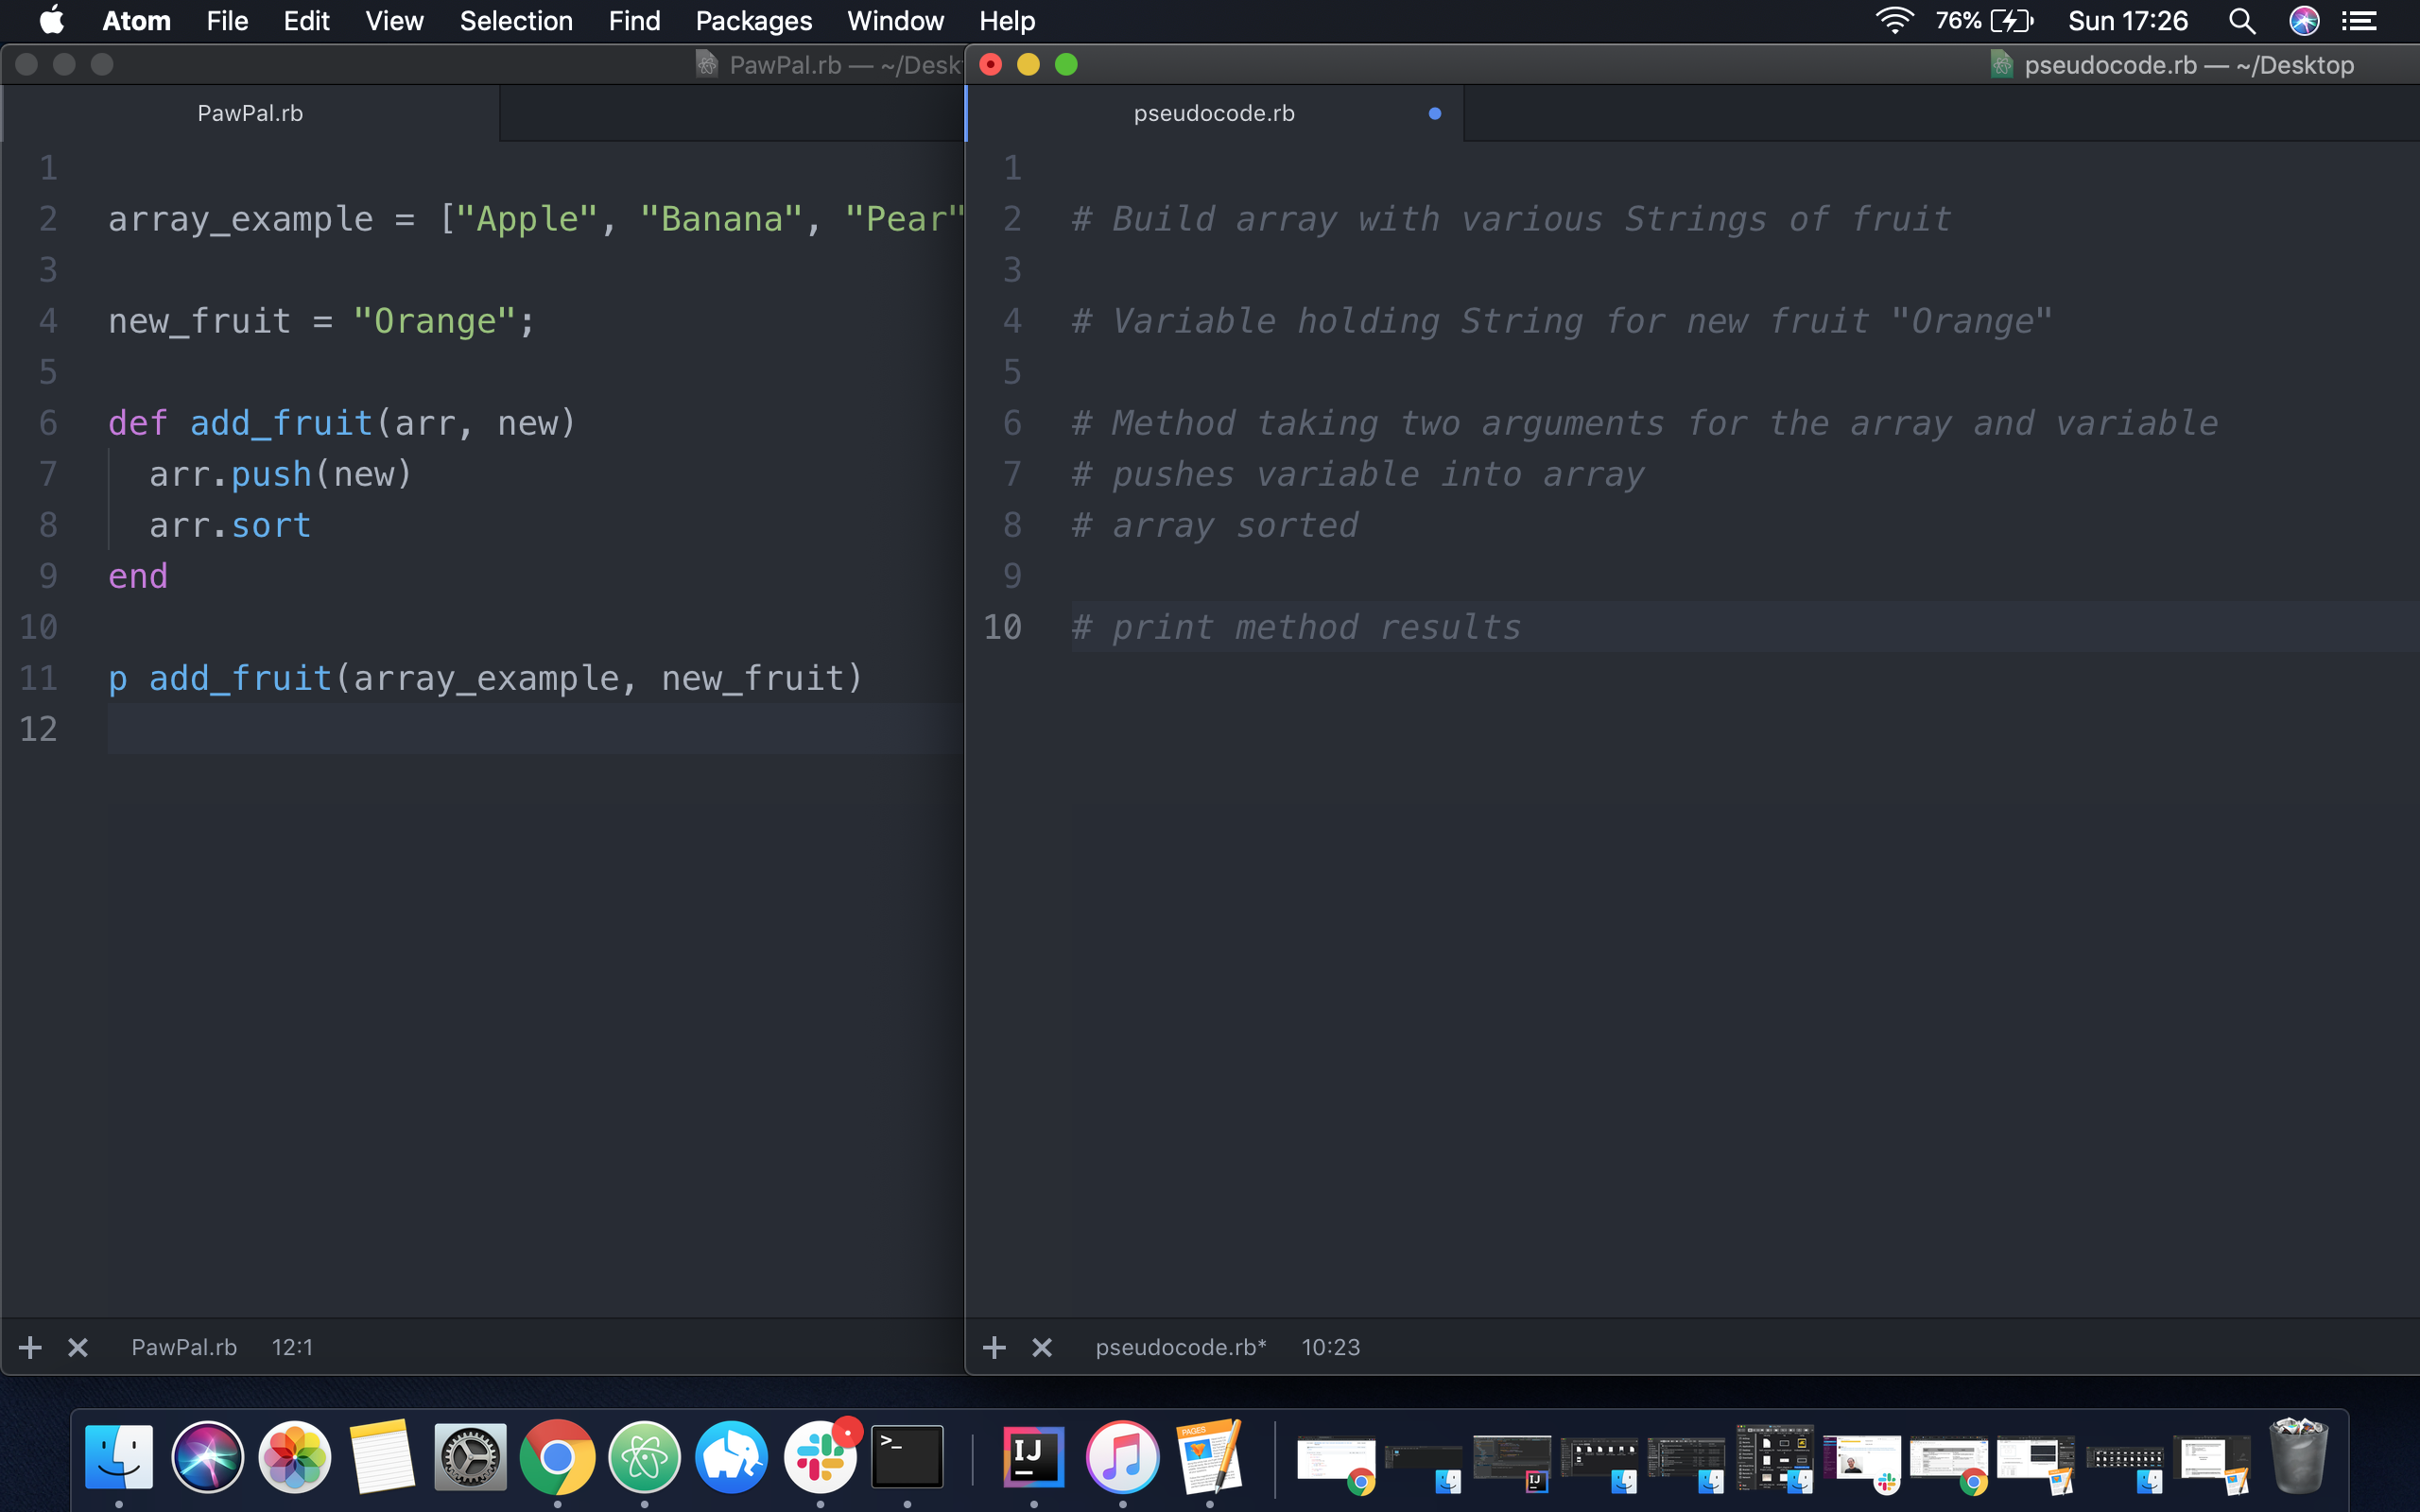 Atom File Edit View Selection Find Packages Window Help 76% Sun 17:26
PawPal.rb — ~/Desk
PawPal.rb
1
2 array_example = ["Apple", "Banana", "Pear"
3
4 new_fruit = "Orange";
5
6 def add_fruit(arr, new)
7 arr.push(new)
8 arr.sort
9 end
10
11 p add_fruit(array_example, new_fruit)
12
PawPal.rb 12:1
pseudocode.rb — ~/Desktop
pseudocode.rb
1
2 # Build array with various Strings of fruit
3
4 # Variable holding String for new fruit "Orange"
5
6 # Method taking two arguments for the array and variable
7 # pushes variable into array
8 # array sorted
9
10 # print method results
pseudocode.rb* 10:23
>_
IJ
PAGES